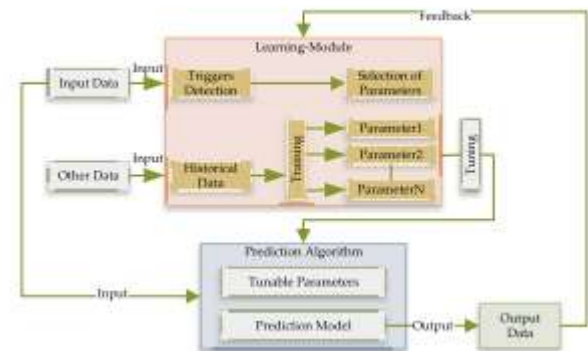 Feedback
Learning-Module
Input Data
Input
Triggers
Detection
Selection of
Parameters
Other Data
Input
Historical
Data
Training
Parameter1
Parameter2
ParameterN
Tuning
Prediction Algorithm
Tunable Parameters
Input
Prediction Model
Output
Output
Data